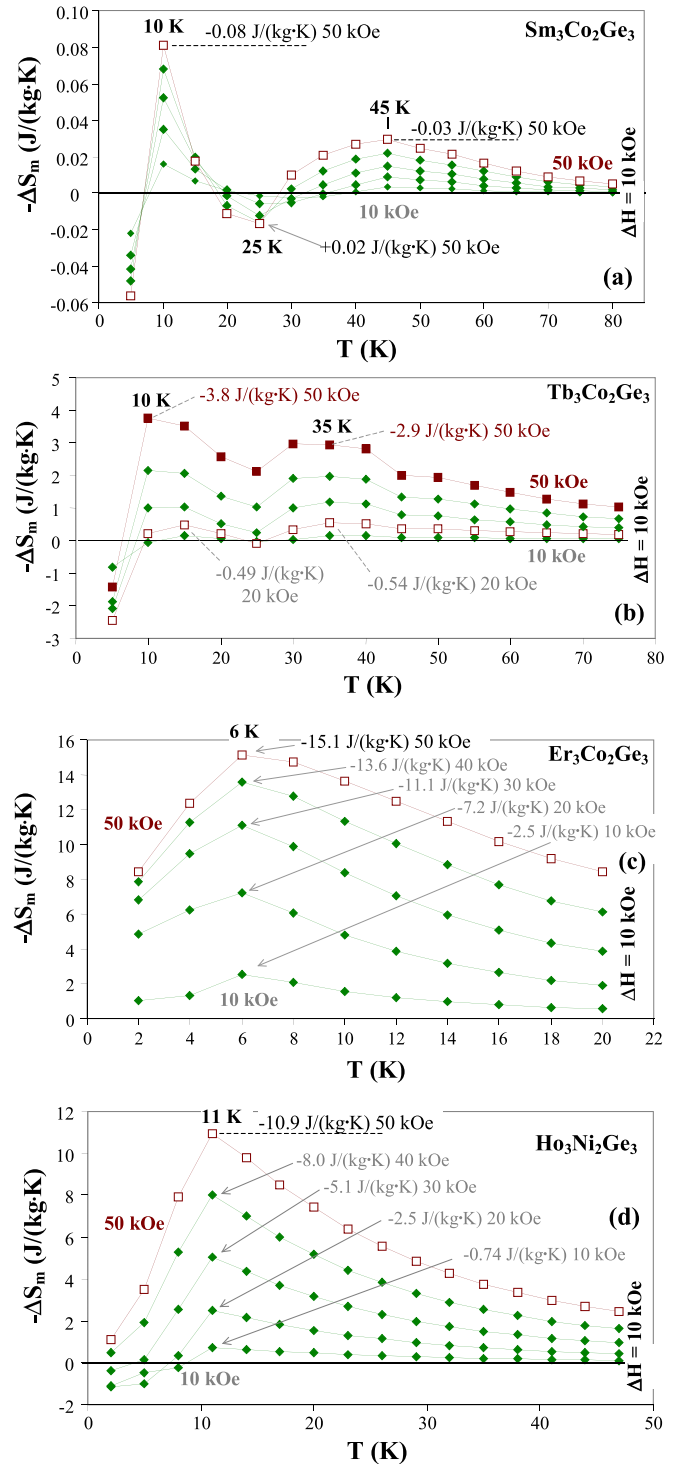 0.10
0.08
0.06
0.04
0.02
0
-0.02
-0.04
-0.06
-ΔSm (J/(kg·K)
10 K
-0.08 J/(kg·K) 50 kOe
Sm3Co2Ge3
45 K
-0.03 J/(kg·K) 50 kOe
50 kOe
10 kOe
25 K
+0.02 J/(kg·K) 50 kOe
ΔH = 10 kOe
(a)
0 10 20 30 40 50 60 70 80
T (K)
5
4
3
2
1
0
-1
-2
-3
-ΔSm (J/(kg·K)
10 K
-3.8 J/(kg·K) 50 kOe
Tb3Co2Ge3
35 K
-2.9 J/(kg·K) 50 kOe
50 kOe
10 kOe
-0.49 J/(kg·K)
20 kOe
-0.54 J/(kg·K) 20 kOe
ΔH = 10 kOe
(b)
0 10 20 30 40 50 60 70 80
T (K)
16
14
12
10
8
6
4
2
0
-ΔSm (J/(kg·K)
6 K
-15.1 J/(kg·K) 50 kOe
Er3Co2Ge3
-13.6 J/(kg·K) 40 kOe
-11.1 J/(kg·K) 30 kOe
-7.2 J/(kg·K) 20 kOe
-2.5 J/(kg·K) 10 kOe
50 kOe
(c)
10 kOe
ΔH = 10 kOe
0 2 4 6 8 10 12 14 16 18 20 22
T (K)
12
10
8
6
4
2
0
-2
-ΔSm (J/(kg·K)
11 K
-10.9 J/(kg·K) 50 kOe
Ho3Ni2Ge3
-8.0 J/(kg·K) 40 kOe
-5.1 J/(kg·K) 30 kOe
50 kOe
-2.5 J/(kg·K) 20 kOe
(d)
-0.74 J/(kg·K) 10 kOe
10 kOe
ΔH = 10 kOe
0 10 20 30 40 50
T (K)